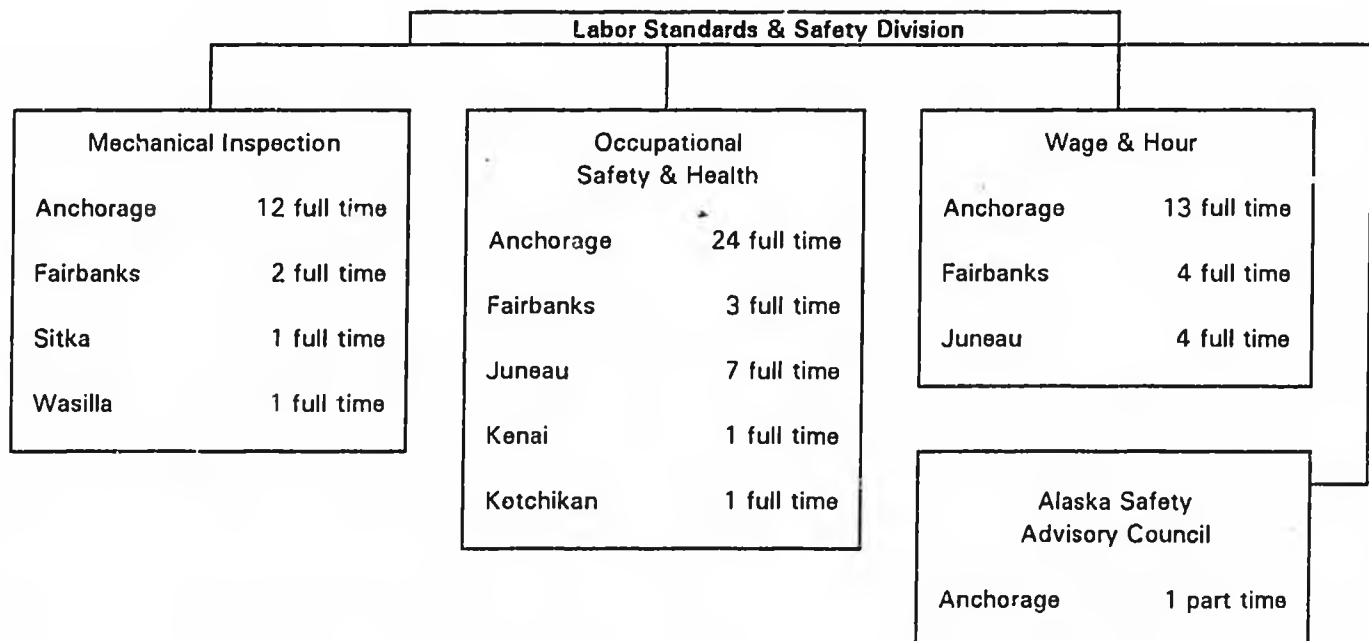 Labor Standards & Safety Division
Mechanical Inspection
Anchorage 12 full time
Fairbanks 2 full time
Sitka 1 full time
Wasilla 1 full time
Occupational
Safety & Health
Anchorage 24 full time
Fairbanks 3 full time
Juneau 7 full time
Kenai 1 full time
Ketchikan 1 full time
Wage & Hour
Anchorage 13 full time
Fairbanks 4 full time
Juneau 4 full time
Alaska Safety
Advisory Council
Anchorage 1 part time